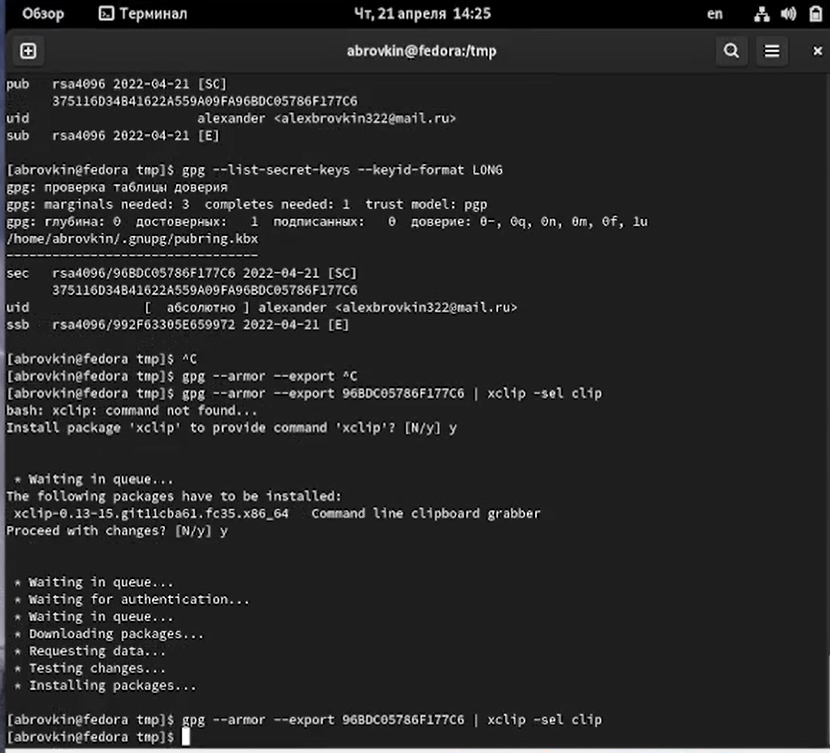 Обзор Терминал Чт, 21 апреля 14:25 en
abrovkin@fedora:/tmp
pub   rsa4096 2022-04-21 [SC]
      375116D34B41622A559A09FA96BDC05786F177C6
uid                      alexander <alexbrovkin322@mail.ru>
sub   rsa4096 2022-04-21 [E]
[abrovkin@fedora tmp]$ gpg --list-secret-keys --keyid-format LONG
gpg: проверка таблицы доверия
gpg: marginals needed: 3  completes needed: 1  trust model: pgp
gpg: глубина: 0  достоверных:   1  подписанных:   0  доверие: 0-, 0q, 0n, 0m, 0f, 1u
/home/abrovkin/.gnupg/pubring.kbx
---------------------------------
sec   rsa4096/96BDC05786F177C6 2022-04-21 [SC]
      375116D34B41622A559A09FA96BDC05786F177C6
uid               [  абсолютно ] alexander <alexbrovkin322@mail.ru>
ssb   rsa4096/992F63305E659972 2022-04-21 [E]
[abrovkin@fedora tmp]$ ^C
[abrovkin@fedora tmp]$ gpg --armor --export ^C
[abrovkin@fedora tmp]$ gpg --armor --export 96BDC05786F177C6 | xclip -sel clip
bash: xclip: command not found...
Install package 'xclip' to provide command 'xclip'? [N/y] y
 * Waiting in queue...
The following packages have to be installed:
 xclip-0.13-15.git11cba61.fc35.x86_64   Command line clipboard grabber
Proceed with changes? [N/y] y
 * Waiting in queue...
 * Waiting for authentication...
 * Waiting in queue...
 * Downloading packages...
 * Requesting data...
 * Testing changes...
 * Installing packages...
[abrovkin@fedora tmp]$ gpg --armor --export 96BDC05786F177C6 | xclip -sel clip
[abrovkin@fedora tmp]$